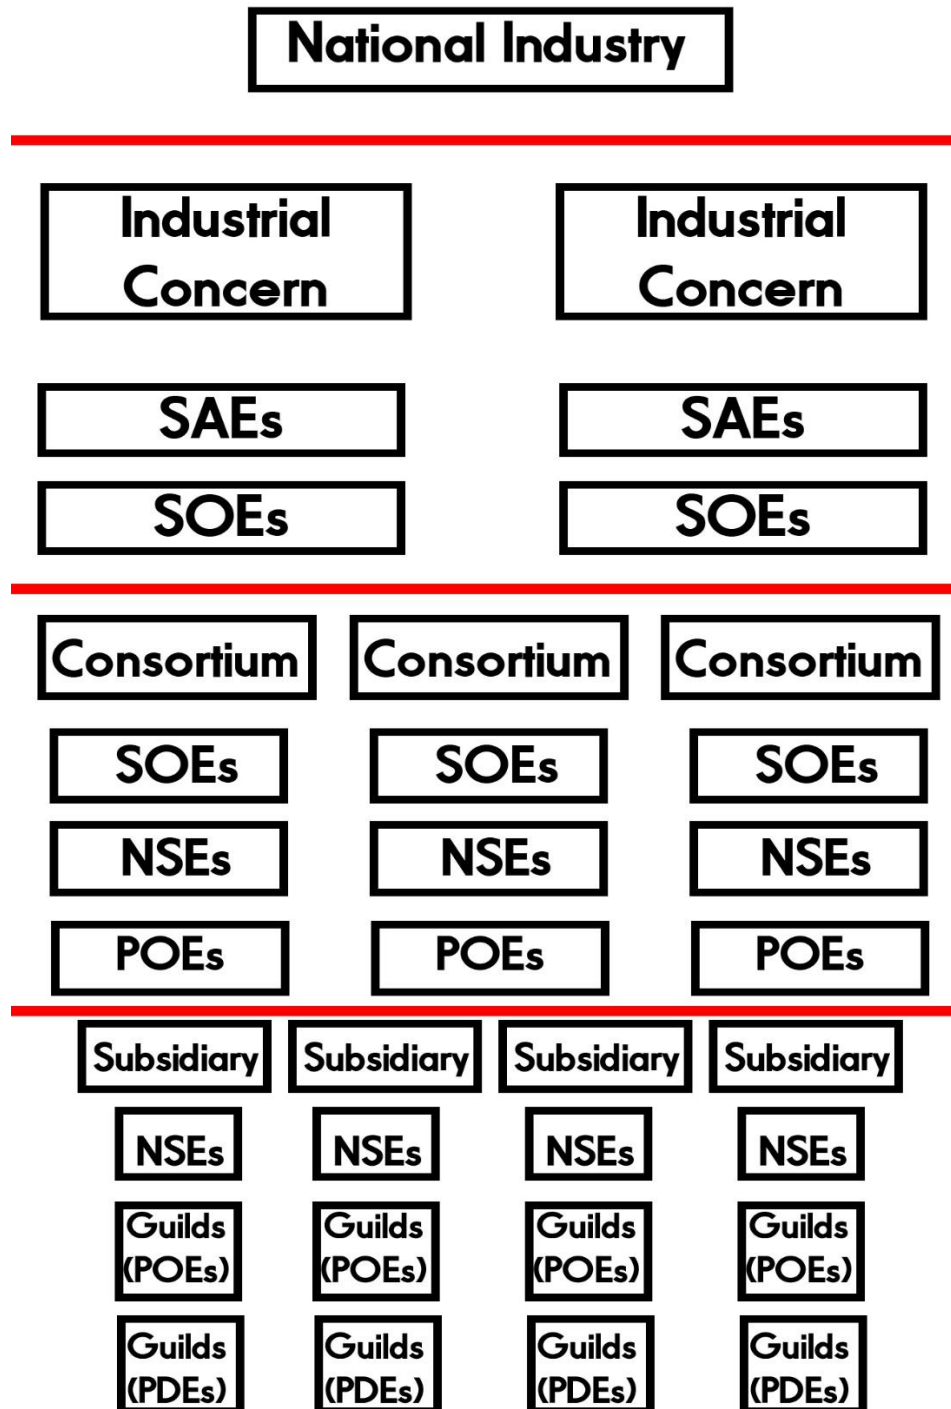 National Industry
Industrial
Concern
Industrial
Concern
SAEs
SAEs
SOEs
SOEs
Consortium
Consortium
Consortium
SOEs
SOEs
SOEs
NSEs
NSEs
NSEs
POEs
POEs
POEs
Subsidiary
Subsidiary
Subsidiary
Subsidiary
NSEs
NSEs
NSEs
NSEs
Guilds
(POEs)
Guilds
(POEs)
Guilds
(POEs)
Guilds
(POEs)
Guilds
(PDEs)
Guilds
(PDEs)
Guilds
(PDEs)
Guilds
(PDEs)